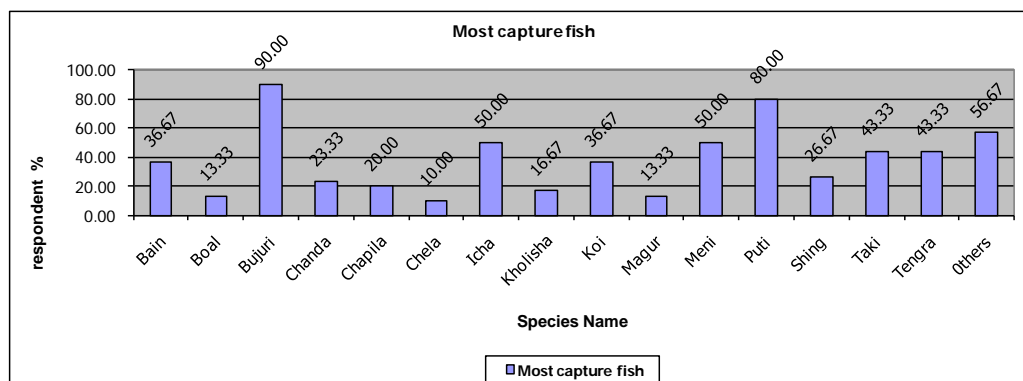 Most capture fish
100.00
80.00
60.00
40.00
20.00
0.00
respondent %
36.67
13.33
90.00
23.33
20.00
10.00
50.00
16.67
36.67
13.33
50.00
80.00
26.67
43.33
43.33
56.67
Bain
Boal
Bujuri
Chanda
Chapila
Chela
Icha
Kholisha
Koi
Magur
Meni
Puti
Shing
Taki
Tengra
0thers
Species Name
Most capture fish